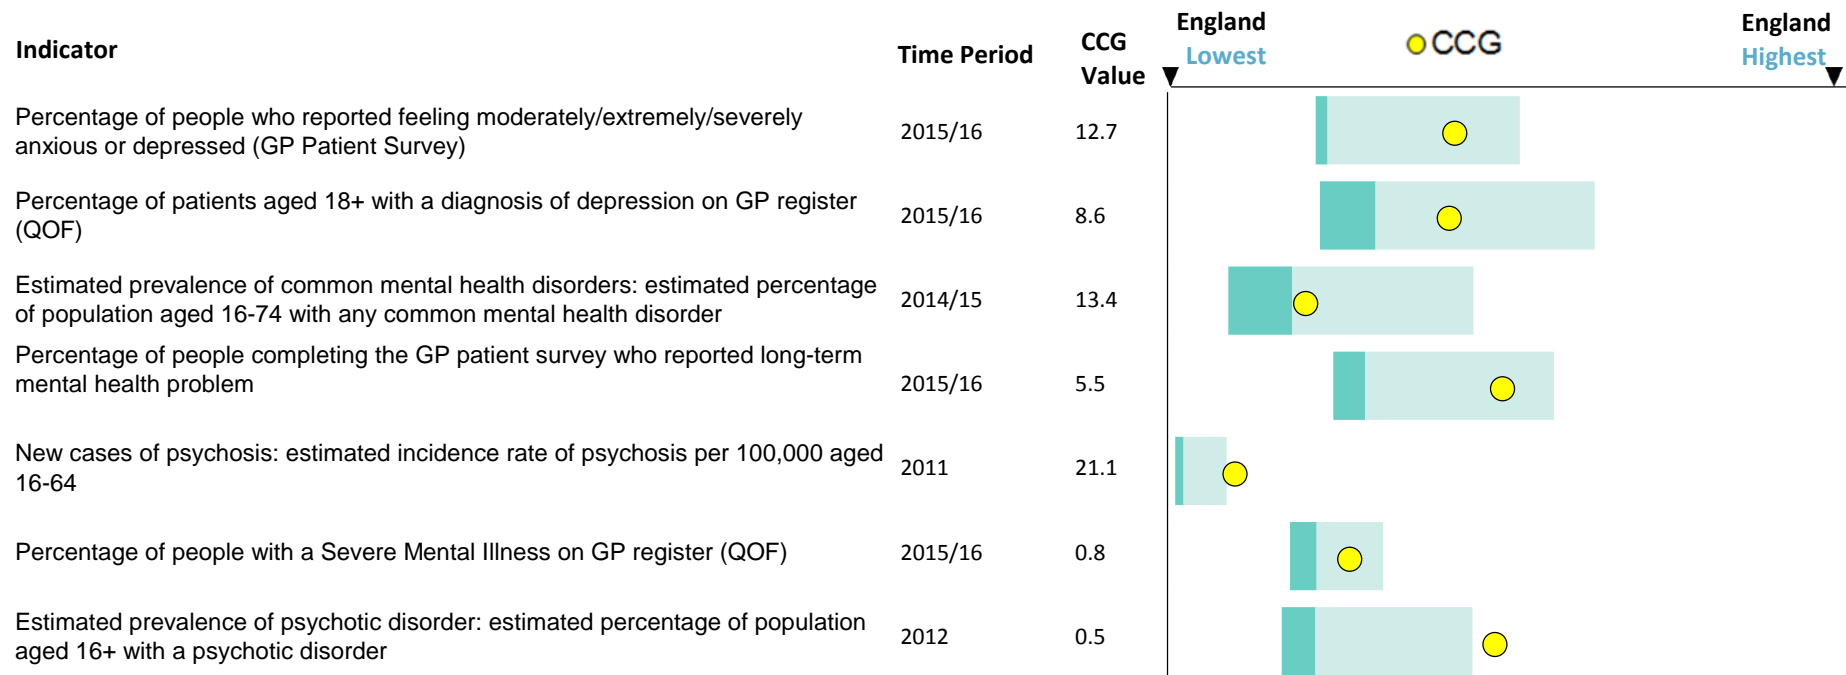 Indicator
Time Period
CCG
Value
England
Lowest
CCG
England
Highest
Percentage of people who reported feeling moderately/extremely/severely
anxious or depressed (GP Patient Survey)
2015/16
12.7
Percentage of patients aged 18+ with a diagnosis of depression on GP register
(QOF)
2015/16
8.6
Estimated prevalence of common mental health disorders: estimated percentage
of population aged 16-74 with any common mental health disorder
2014/15
13.4
Percentage of people completing the GP patient survey who reported long-term
mental health problem
2015/16
5.5
New cases of psychosis: estimated incidence rate of psychosis per 100,000 aged
16-64
2011
21.1
Percentage of people with a Severe Mental Illness on GP register (QOF)
2015/16
0.8
Estimated prevalence of psychotic disorder: estimated percentage of population
aged 16+ with a psychotic disorder
2012
0.5